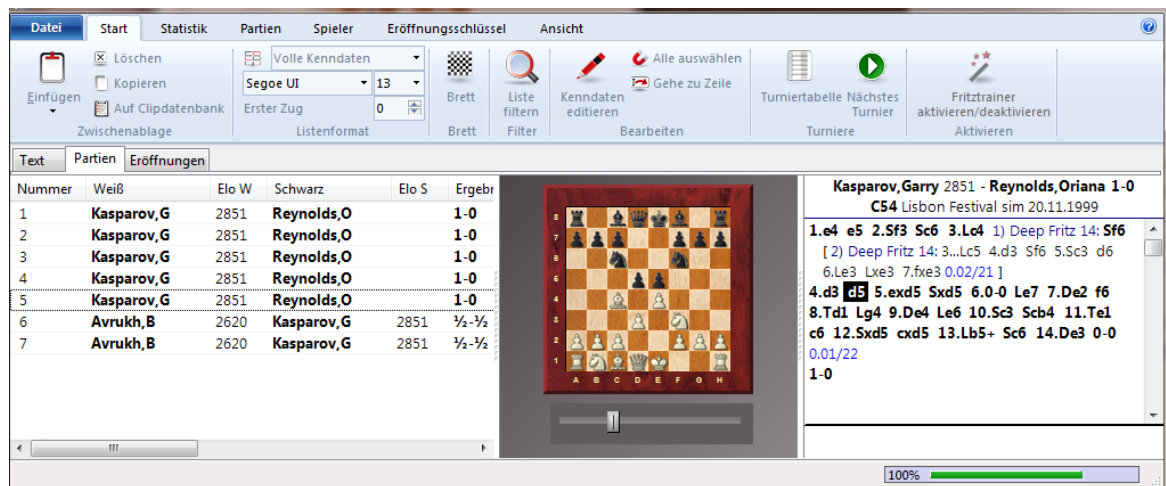 Datei Start Statistik Partien Spieler Eröffnungsschlüssel Ansicht
Einfügen
Löschen
Kopieren
Auf Clipdatenbank
Zwischenablage
Volle Kenndaten
Segoe UI 13
Erster Zug 0
Listenformat
Brett
Brett
Liste filtern
Filter
Kenndaten editieren
Alle auswählen
Gehe zu Zeile
Bearbeiten
Turniertabelle
Nächstes Turnier
Turniere
Fritztrainer aktivieren/deaktivieren
Aktivieren
Text Partien Eröffnungen
Nummer Weiß Elo W Schwarz Elo S Ergebr
1 Kasparov,G 2851 Reynolds,O 1-0
2 Kasparov,G 2851 Reynolds,O 1-0
3 Kasparov,G 2851 Reynolds,O 1-0
4 Kasparov,G 2851 Reynolds,O 1-0
5 Kasparov,G 2851 Reynolds,O 1-0
6 Avrukh,B 2620 Kasparov,G 2851 ½-½
7 Avrukh,B 2620 Kasparov,G 2851 ½-½
8
7
6
5
4
3
2
1
A B C D E F G H
Kasparov,Garry 2851 - Reynolds,Oriana 1-0
C54 Lisbon Festival sim 20.11.1999
1.e4 e5 2.Sf3 Sc6 3.Lc4 1) Deep Fritz 14: Sf6
[ 2) Deep Fritz 14: 3...Lc5 4.d3 Sf6 5.Sc3 d6
6.Le3 Lxe3 7.fxe3 0.02/21 ]
4.d3 d5 5.exd5 Sxd5 6.0-0 Le7 7.De2 f6
8.Td1 Lg4 9.De4 Le6 10.Sc3 Scb4 11.Te1
c6 12.Sxd5 cxd5 13.Lb5+ Sc6 14.De3 0-0
0.01/22
1-0
100%